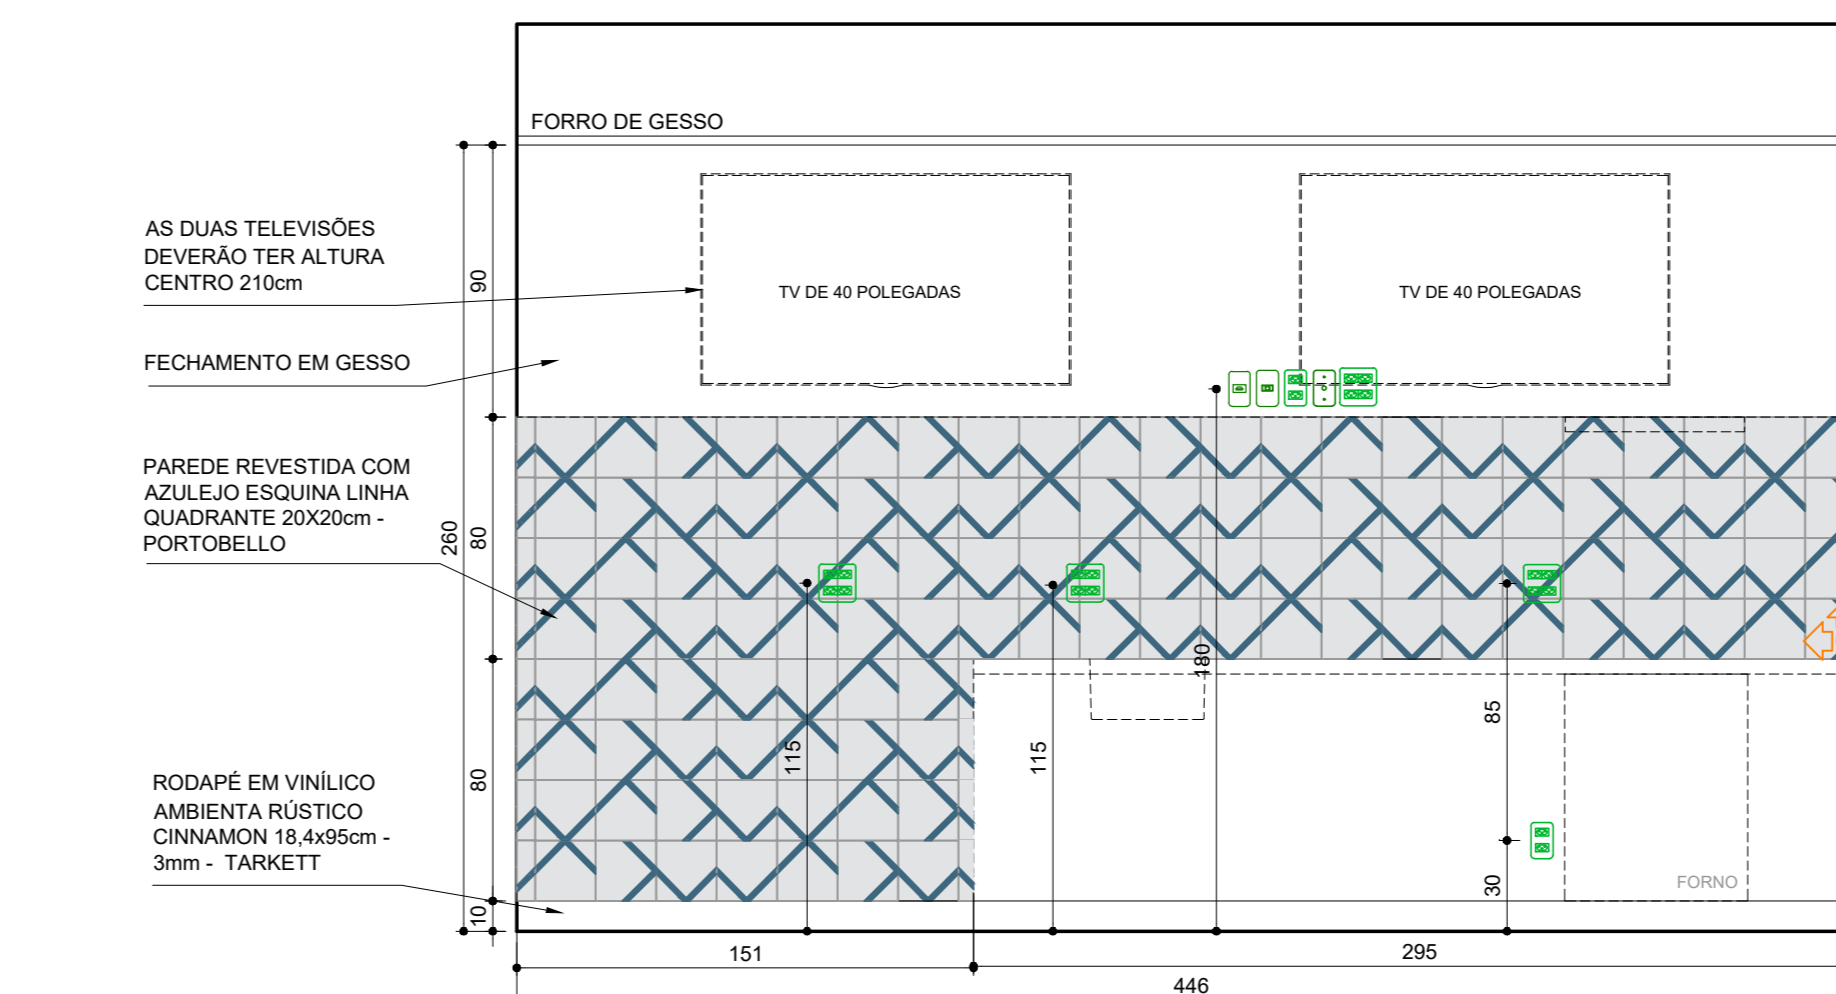 FORRO DE GESSO
AS DUAS TELEVISÕES
DEVERÃO TER ALTURA
CENTRO 210cm
90
TV DE 40 POLEGADAS
TV DE 40 POLEGADAS
FECHAMENTO EM GESSO
PAREDE REVESTIDA COM
AZULEJO ESQUINA LINHA
QUADRANTE 20X20cm -
PORTOBELLO
260
80
180
85
115
115
80
RODAPÉ EM VINÍLICO
AMBIENTA RÚSTICO
CINNAMON 18,4x95cm -
3mm - TARKETT
30
FORNO
10
151
295
446